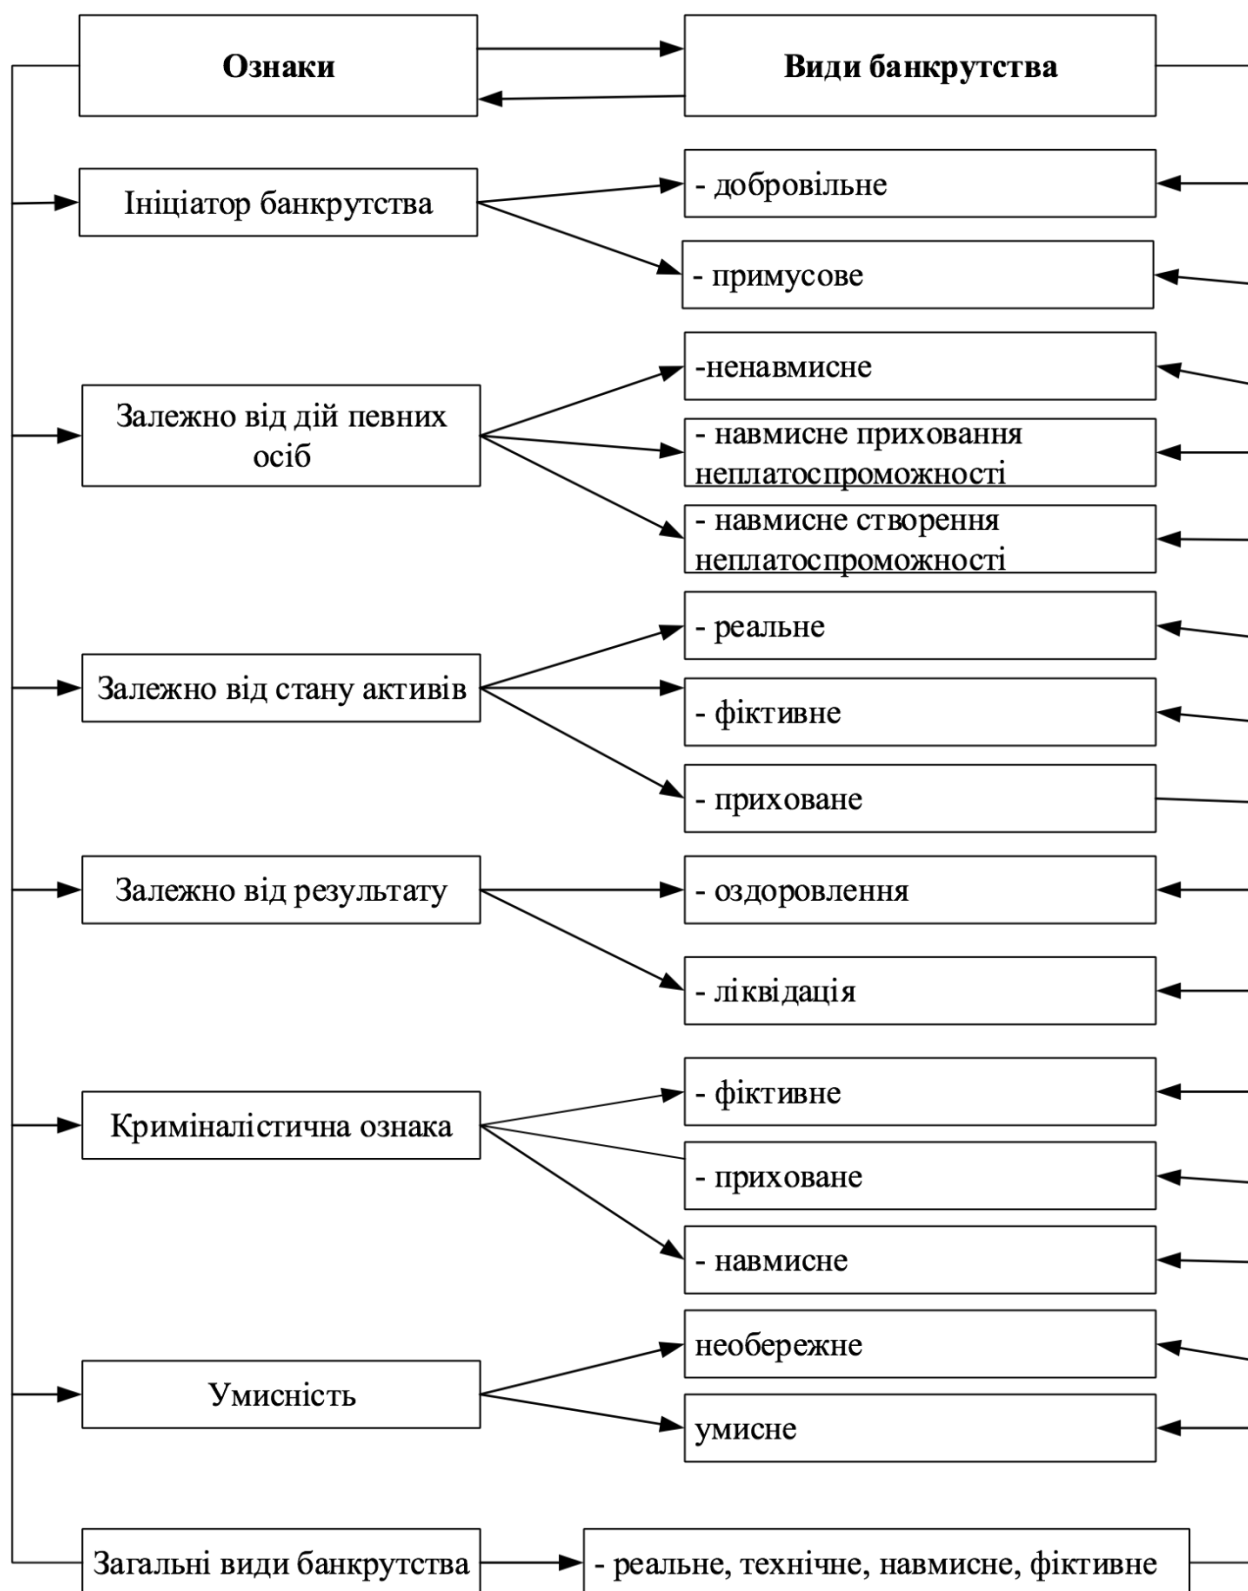 Ознаки
Види банкрутства
Ініціатор банкрутства
- добровільне
- примусове
Залежно від дій певних
осіб
-ненавмисне
- навмисне приховання
неплатоспроможності
- навмисне створення
неплатоспроможності
Залежно від стану активів
- реальне
- фіктивне
- приховане
Залежно від результату
- оздоровлення
- ліквідація
Криміналістична ознака
- фіктивне
- приховане
- навмисне
Умисність
необережне
умисне
Загальні види банкрутства
- реальне, технічне, навмисне, фіктивне